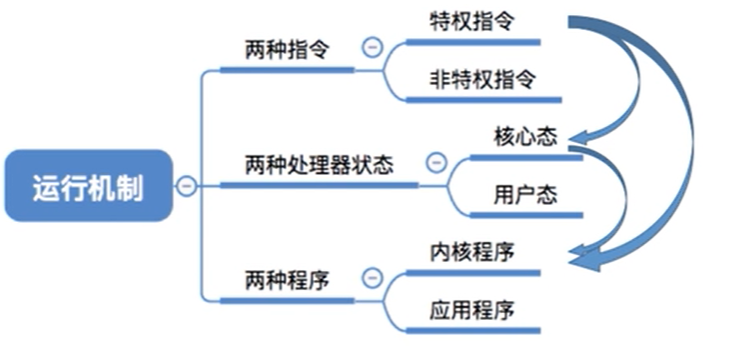 运行机制
两种指令
特权指令
非特权指令
两种处理器状态
核心态
用户态
两种程序
内核程序
应用程序